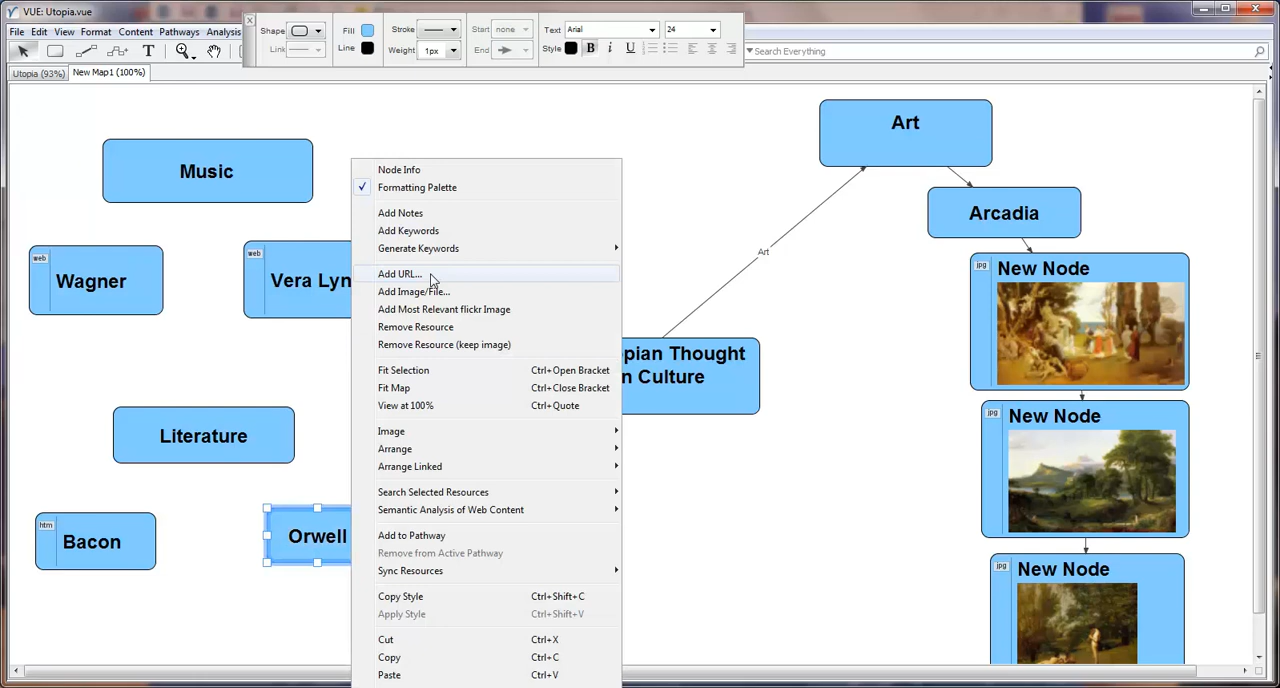 VUE: Utopia.vue
File Edit View Format Content Pathways Analysis
Shape: Fill Stroke Start none Text Arial 24
Link: Line Weight 1px End Style B i U
Search Everything
Utopia (93%) New Map1 (100%)
Music
web Wagner
web Vera Lyn
Literature
htm Bacon
Orwell
Node Info
Formatting Palette
Add Notes
Add Keywords
Generate Keywords
Add URL...
Add Image/File...
Add Most Relevant flickr Image
Remove Resource
Remove Resource (keep image)
Fit Selection Ctrl+Open Bracket
Fit Map Ctrl+Close Bracket
View at 100% Ctrl+Quote
Image
Arrange
Arrange Linked
Search Selected Resources
Semantic Analysis of Web Content
Add to Pathway
Remove from Active Pathway
Sync Resources
Copy Style Ctrl+Shift+C
Apply Style Ctrl+Shift+V
Cut Ctrl+X
Copy Ctrl+C
Paste Ctrl+V
pian Thought
n Culture
Art
Art
Arcadia
jpg New Node
jpg New Node
jpg New Node